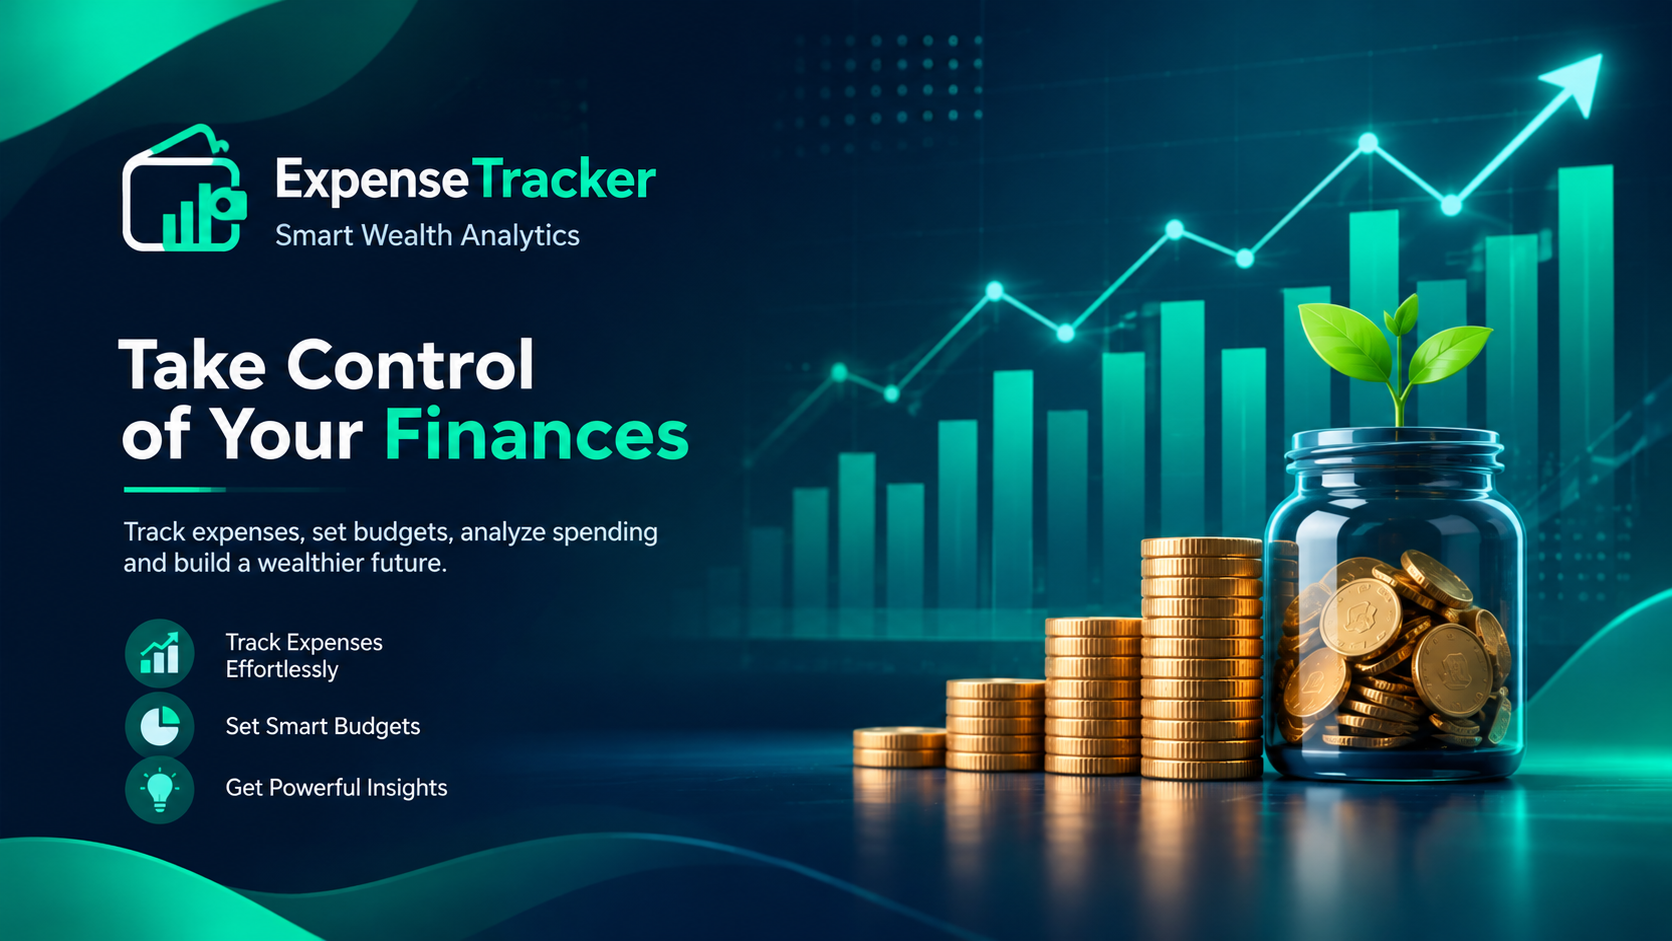 ExpenseTracker
Smart Wealth Analytics
Take Control
of Your Finances
Track expenses, set budgets, analyze spending
and build a wealthier future.
Track Expenses
Effortlessly
Set Smart Budgets
Get Powerful Insights